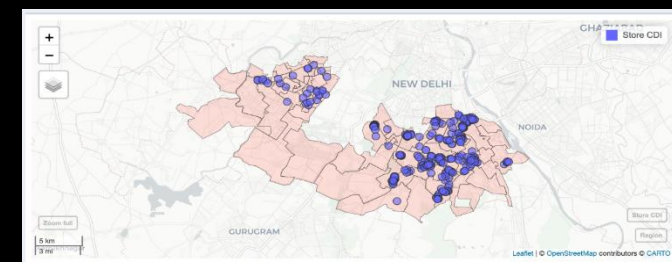 +
GHAZIABAD
Store CDI
−
NEW DELHI
NOIDA
Zoom full
Store CDI
5 km
3 mi
GURUGRAM
Region
Leaflet | © OpenStreetMap contributors © CARTO